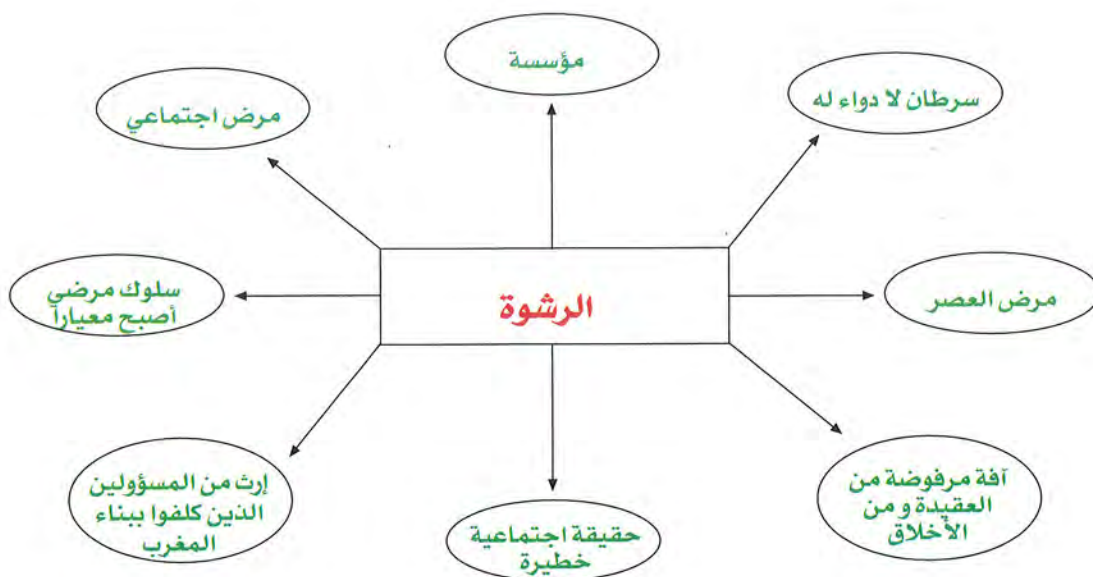 مؤسسة
سرطان لا دواء له
مرض اجتماعي
مرض العصر
الرشوة
سلوك مرضي
أصبح معيارا
آفة مرفوضة من
العقيدة و من
الأخلاق
حقيقة اجتماعية
خطيرة
إرث من المسؤولين
الذين كلفوا ببناء
المغرب